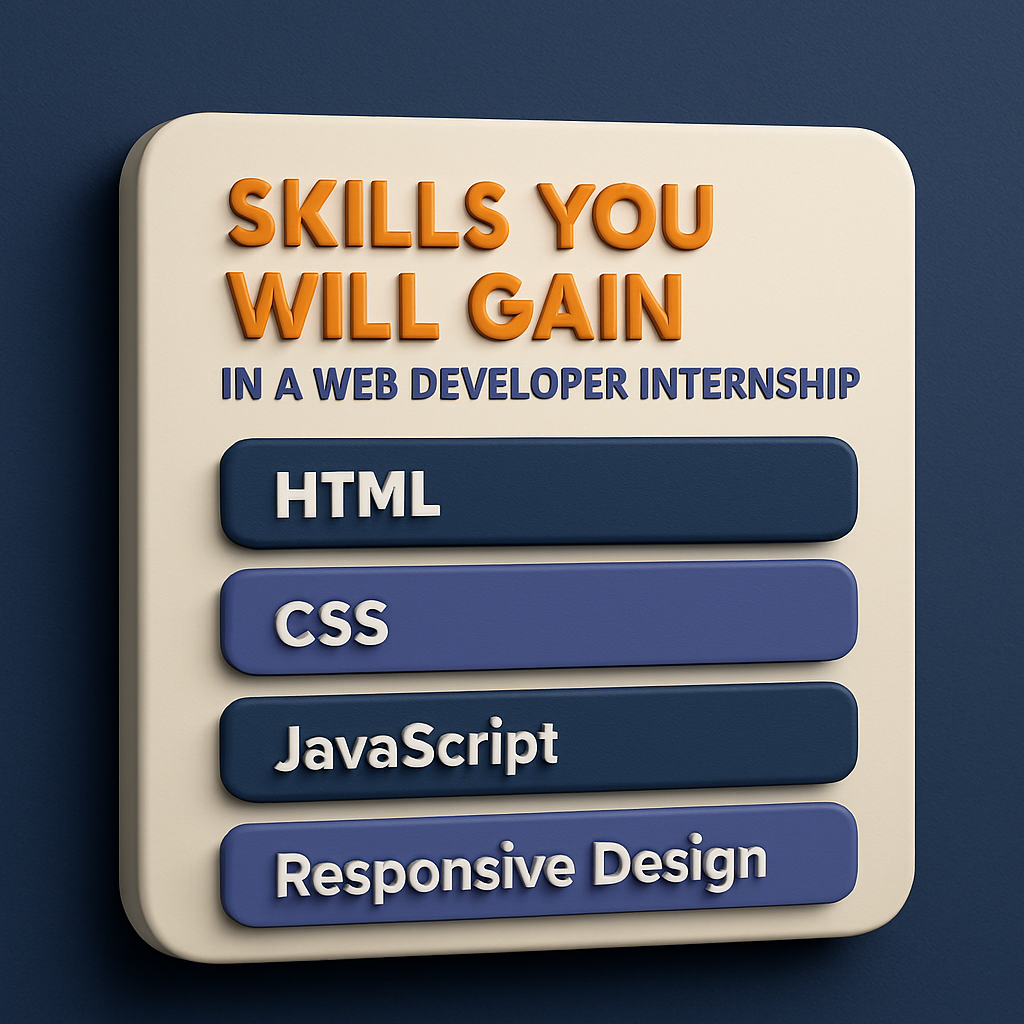 SKILLS YOU
WILL GAIN
IN A WEB DEVELOPER INTERNSHIP
HTML
CSS
JavaScript
Responsive Design